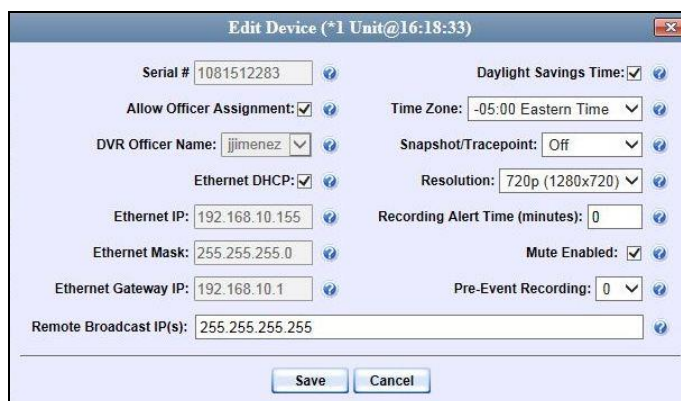 Edit Device (*1 Unit@16:18:33)
Serial # 1081512283
Daylight Savings Time:
Allow Officer Assignment:
Time Zone: -05:00 Eastern Time
DVR Officer Name: jjimenez
Snapshot/Tracepoint: Off
Ethernet DHCP:
Resolution: 720p (1280x720)
Ethernet IP: 192.168.10.155
Recording Alert Time (minutes): 0
Ethernet Mask: 255.255.255.0
Mute Enabled:
Ethernet Gateway IP: 192.168.10.1
Pre-Event Recording: 0
Remote Broadcast IP(s): 255.255.255.255
Save
Cancel